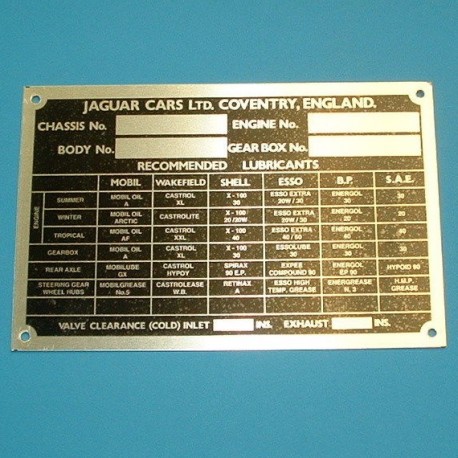 JAGUAR CARS LTD. COVENTRY, ENGLAND.
CHASSIS No. ENGINE No.
BODY No. GEAR BOX No.
RECOMMENDED LUBRICANTS
MOBIL WAKEFIELD SHELL ESSO B.P. S.A.E.
ENGINE
SUMMER MOBIL OIL A CASTROL XL X - 100 30 ESSO EXTRA 20W / 30 ENERGOL 30 30
WINTER MOBIL OIL ARCTIC CASTROLITE X - 100 20 /20W ESSO EXTRA 20W / 30 ENERGOL 20 20
TROPICAL MOBIL OIL AF CASTROL XXL X - 100 40 ESSO EXTRA 40 / 50 ENERGOL 40
GEARBOX MOBIL OIL A CASTROL XL X - 100 30 ESSOLUBE 30 ENERGOL 30 30
REAR AXLE MOBILUBE GX CASTROL HYPOY SPIRAX 90 E.P. EXPEE COMPOUND 90 ENERGOL EP 90 HYPOID 90
STEERING GEAR WHEEL HUBS MOBILGREASE No.5 CASTROLEASE W.B. RETINAX A ESSO HIGH TEMP. GREASE ENERGREASE N. 3 H.M.P. GREASE
VALVE CLEARANCE (COLD) INLET INS. EXHAUST INS.